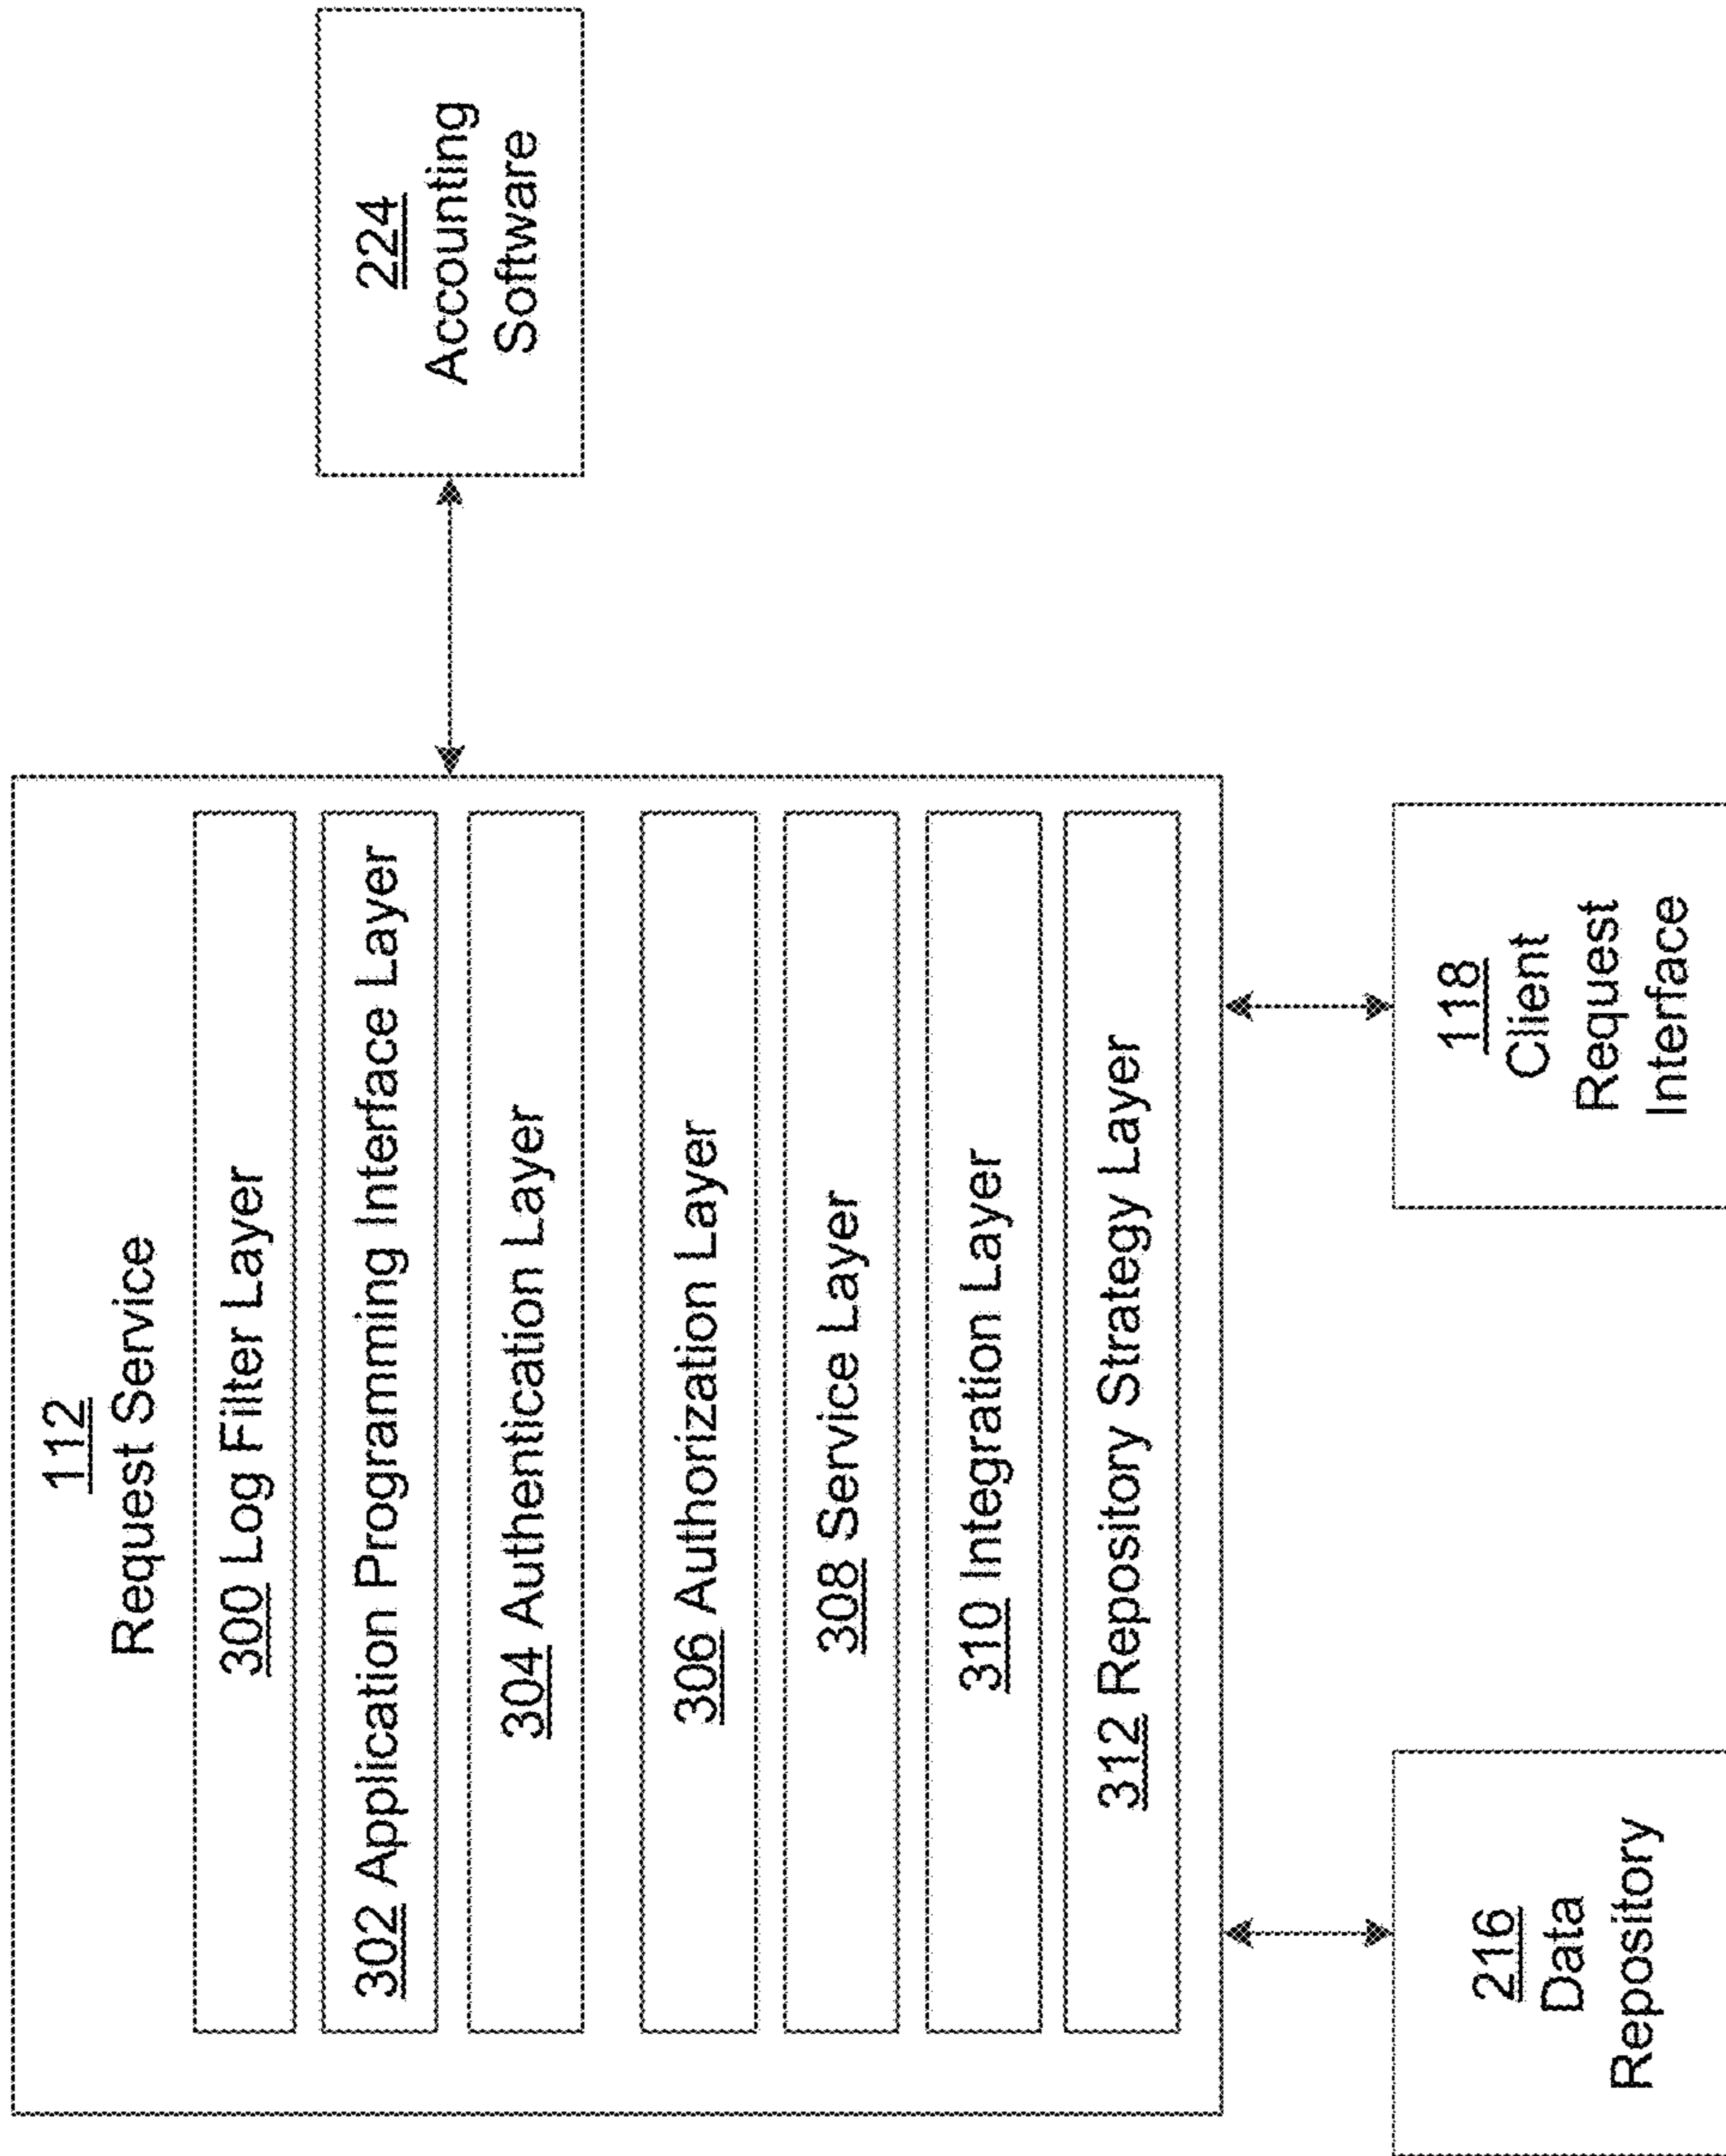 112
Request Service
300 Log Filter Layer
302 Application Programming Interface Layer
304 Authentication Layer
306 Authorization Layer
308 Service Layer
310 Integration Layer
312 Repository Strategy Layer
224
Accounting
Software
216
Data
Repository
118
Client
Request
Interface